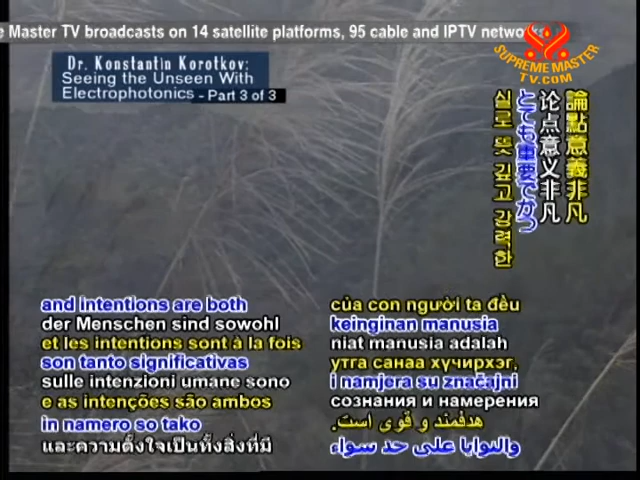 e Master TV broadcasts on 14 satellite platforms, 95 cable and IPTV networks
SUPREME MASTER
TV.COM
Dr. Konstantin Korotkov:
Seeing the Unseen With
Electrophotonics - Part 3 of 3
論點意義非凡
论点意义非凡
とても重要でかつ
실로 뜻 깊고 강력한
and intentions are both
der Menschen sind sowohl
et les intentions sont à la fois
son tanto significativas
sulle intenzioni umane sono
e as intenções são ambos
in namero so tako
และความตั้งใจเป็นทั้งสิ่งที่มี
của con người ta đều
keinginan manusia
niat manusia adalah
утга санаа хүчирхэг,
i namjera su značajni
сознания и намерения
هدفمند و قوی است.
والنوايا على حد سواء